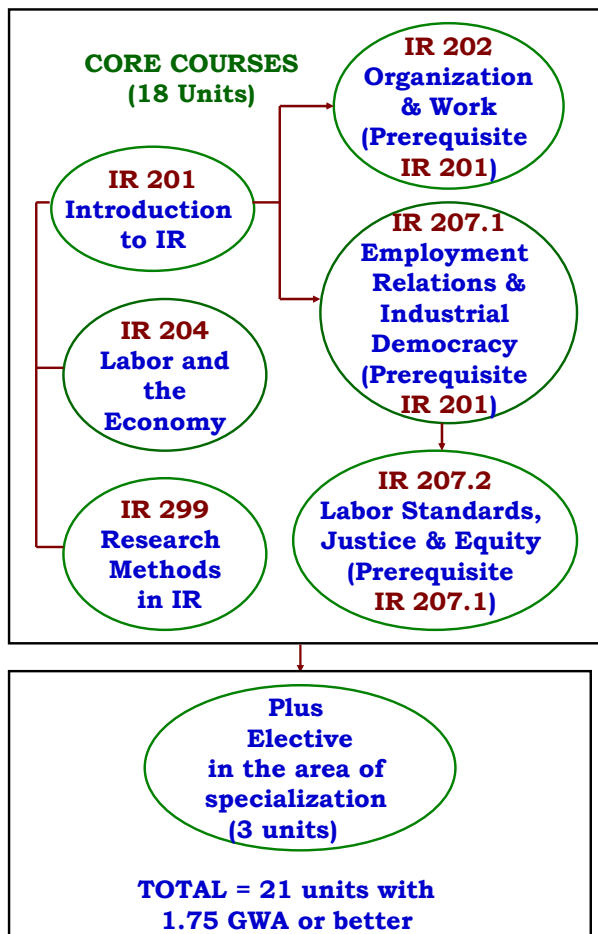 CORE COURSES
(18 Units)
IR 201
Introduction
to IR
IR 204
Labor and
the
Economy
IR 299
Research
Methods
in IR
IR 202
Organization
& Work
(Prerequisite
IR 201)
IR 207.1
Employment
Relations &
Industrial
Democracy
(Prerequisite
IR 201)
IR 207.2
Labor Standards,
Justice & Equity
(Prerequisite
IR 207.1)
Plus
Elective
in the area of
specialization
(3 units)
TOTAL = 21 units with
1.75 GWA or better